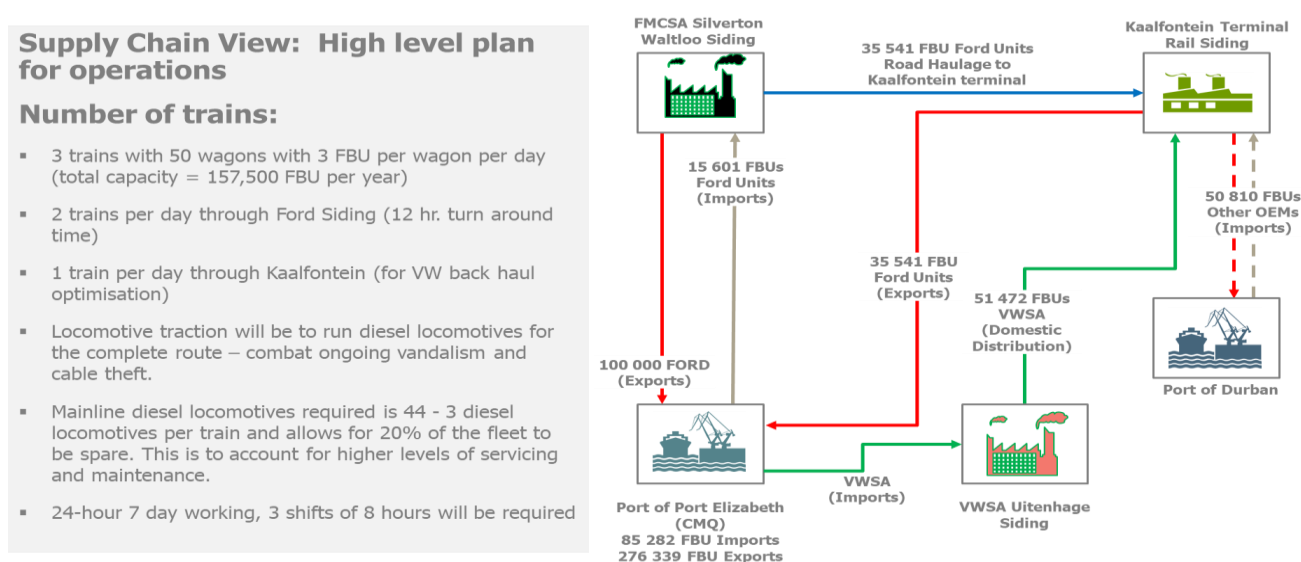 Supply Chain View: High level plan
for operations
Number of trains:
▪ 3 trains with 50 wagons with 3 FBU per wagon per day
(total capacity = 157,500 FBU per year)
▪ 2 trains per day through Ford Siding (12 hr. turn around
time)
▪ 1 train per day through Kaalfontein (for VW back haul
optimisation)
▪ Locomotive traction will be to run diesel locomotives for
the complete route – combat ongoing vandalism and
cable theft.
▪ Mainline diesel locomotives required is 44 - 3 diesel
locomotives per train and allows for 20% of the fleet to
be spare. This is to account for higher levels of servicing
and maintenance.
▪ 24-hour 7 day working, 3 shifts of 8 hours will be required
FMCSA Silverton
Waltloo Siding
35 541 FBU Ford Units
Road Haulage to
Kaalfontein terminal
Kaalfontein Terminal
Rail Siding
15 601 FBUs
Ford Units
(Imports)
50 810 FBUs
Other OEMs
(Imports)
35 541 FBU
Ford Units
(Exports)
51 472 FBUs
VWSA
(Domestic
Distribution)
100 000 FORD
(Exports)
Port of Durban
VWSA
(Imports)
Port of Port Elizabeth
(CMQ)
85 282 FBU Imports
276 339 FBU Exports
VWSA Uitenhage
Siding